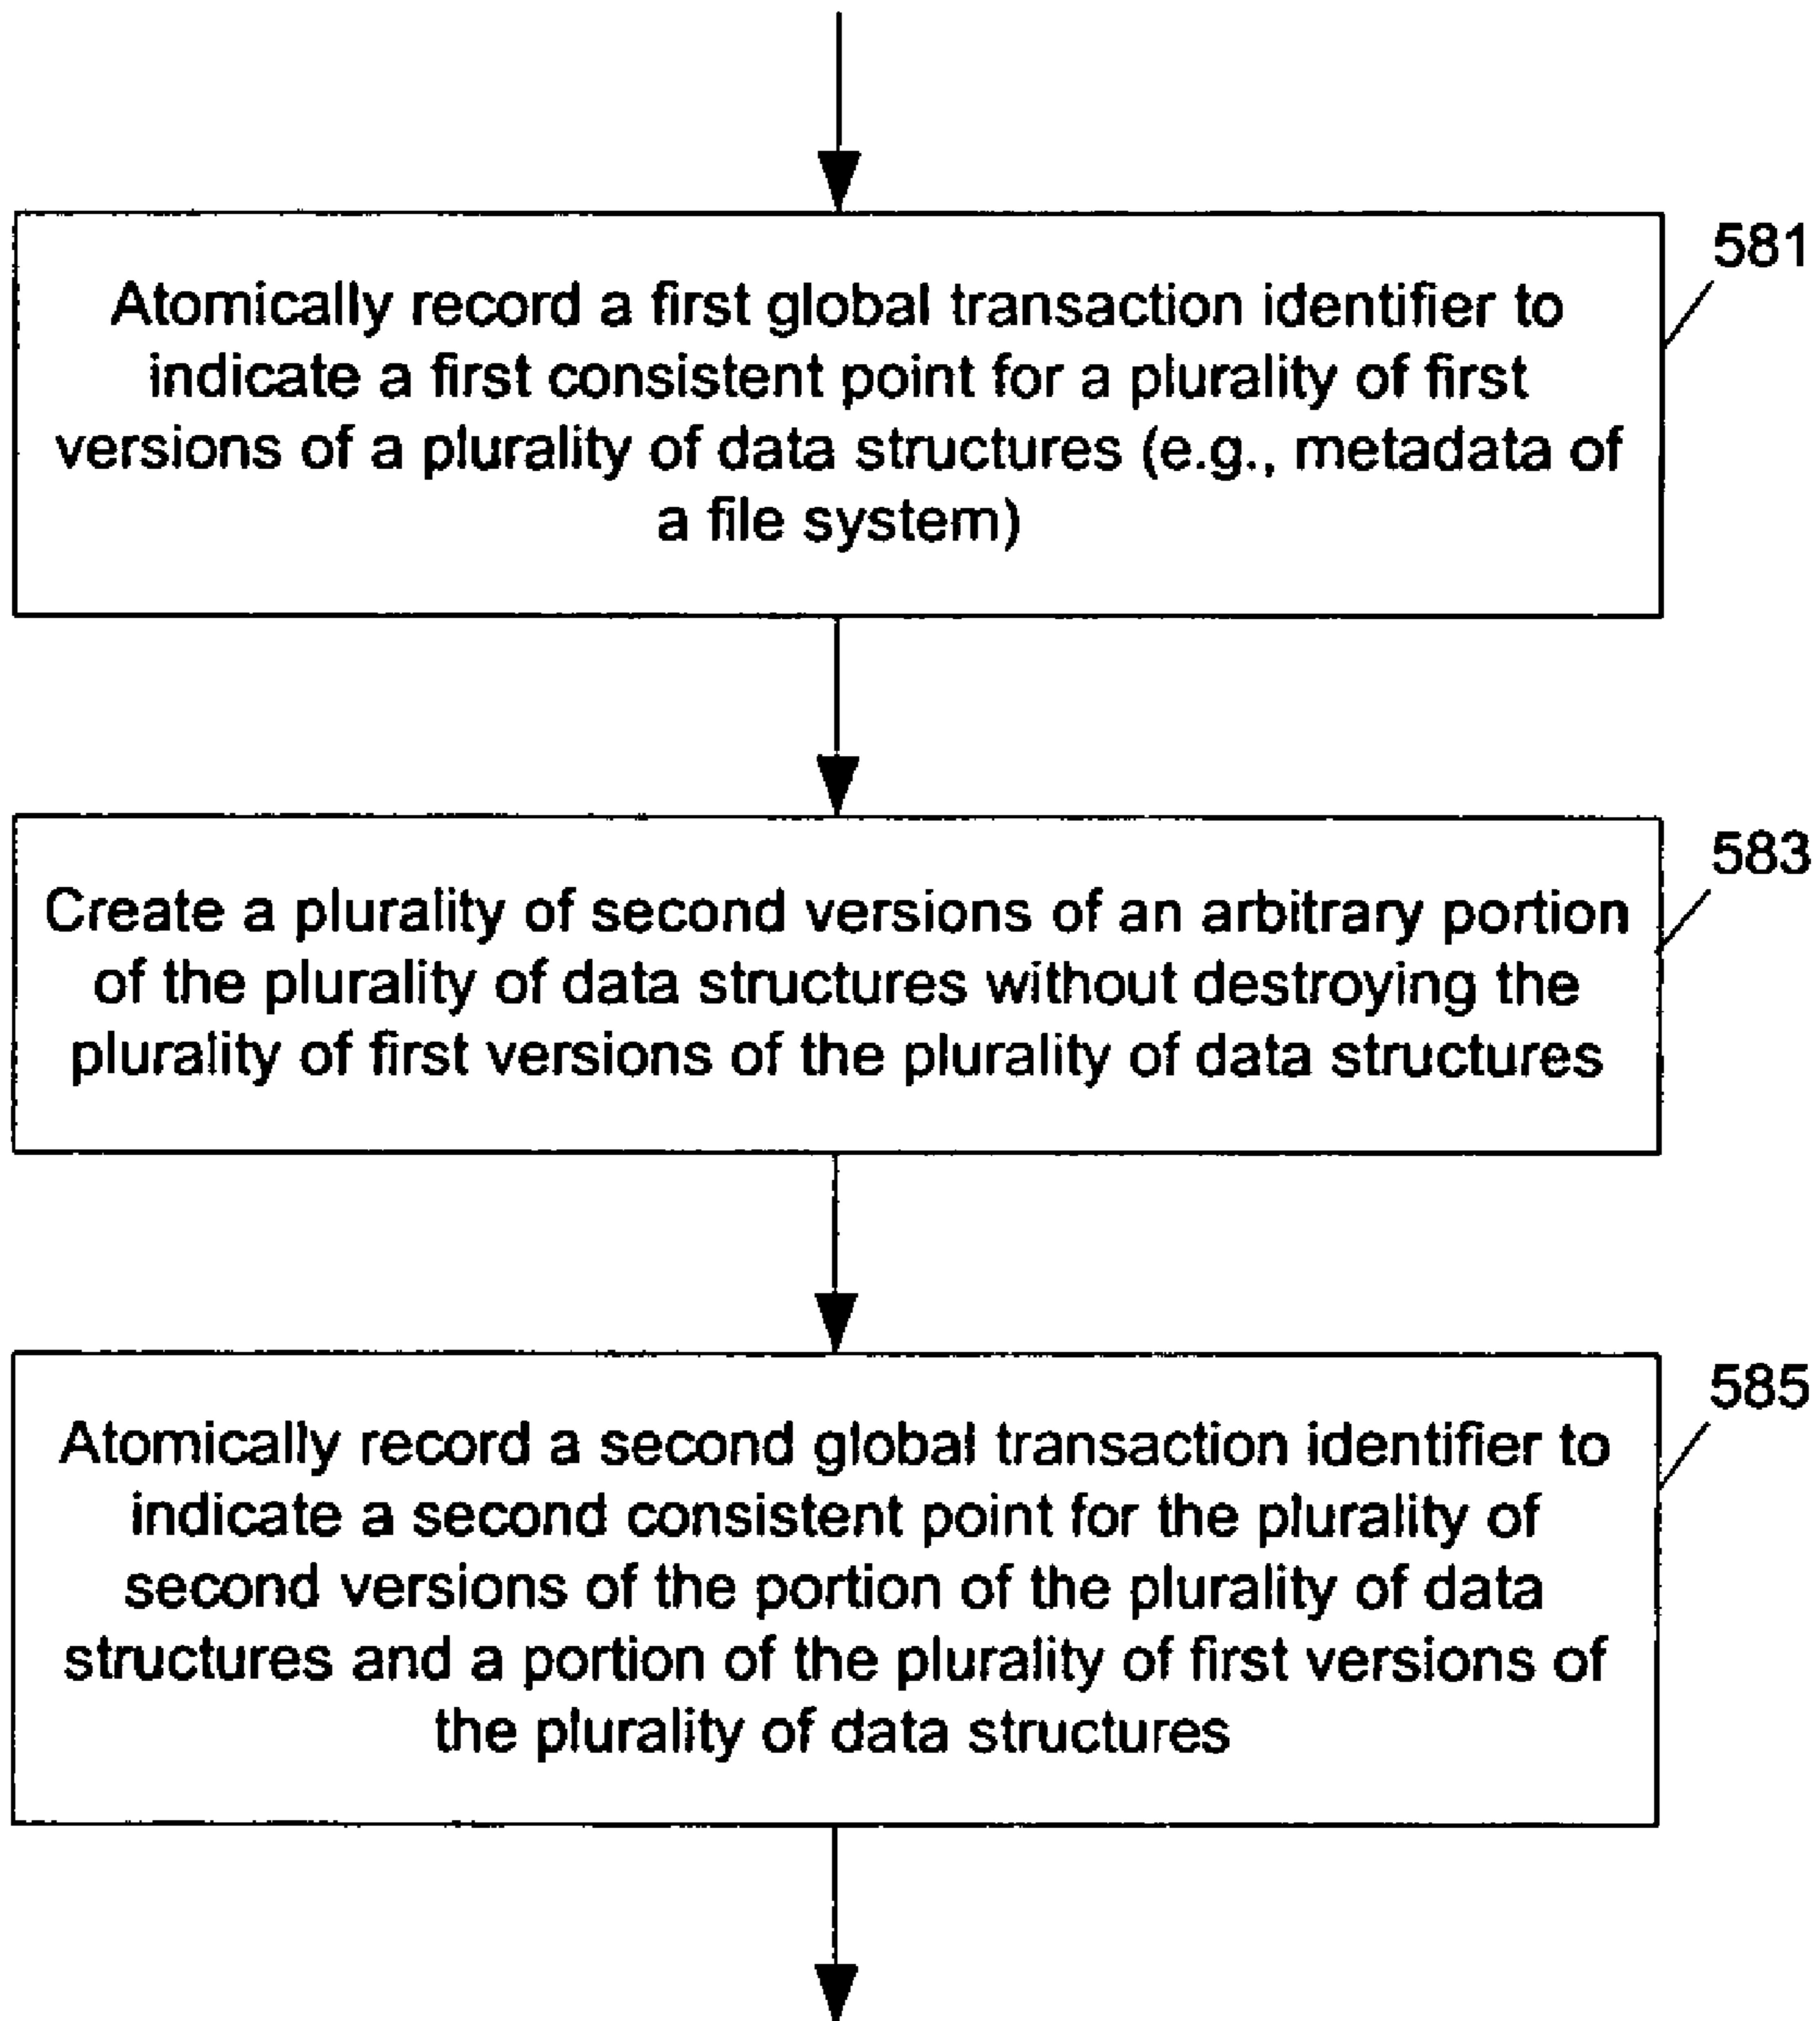 581
Atomically record a first global transaction identifier to
indicate a first consistent point for a plurality of first
versions of a plurality of data structures (e.g., metadata of
a file system)
583
Create a plurality of second versions of an arbitrary portion
of the plurality of data structures without destroying the
plurality of first versions of the plurality of data structures
585
Atomically record a second global transaction identifier to
indicate a second consistent point for the plurality of
second versions of the portion of the plurality of data
structures and a portion of the plurality of first versions of
the plurality of data structures